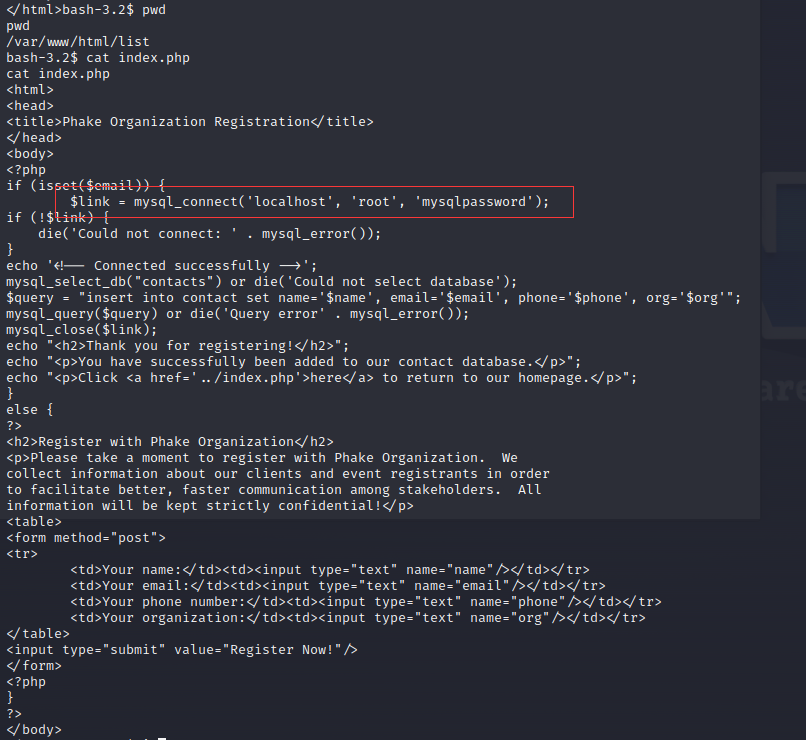 </html>bash-3.2$ pwd
pwd
/var/www/html/list
bash-3.2$ cat index.php
cat index.php
<html>
<head>
<title>Phake Organization Registration</title>
</head>
<body>
<?php
if (isset($email)) {
        $link = mysql_connect('localhost', 'root', 'mysqlpassword');
if (!$link) {
    die('Could not connect: ' . mysql_error());
}
echo '<!-- Connected successfully -->';
mysql_select_db("contacts") or die('Could not select database');
$query = "insert into contact set name='$name', email='$email', phone='$phone', org='$org'";
mysql_query($query) or die('Query error' . mysql_error());
mysql_close($link);
echo "<h2>Thank you for registering!</h2>";
echo "<p>You have successfully been added to our contact database.</p>";
echo "<p>Click <a href='../index.php'>here</a> to return to our homepage.</p>";
}
else {
?>
<h2>Register with Phake Organization</h2>
<p>Please take a moment to register with Phake Organization.  We
collect information about our clients and event registrants in order
to facilitate better, faster communication among stakeholders.  All
information will be kept strictly confidential!</p>
<table>
<form method="post">
<tr>
        <td>Your name:</td><td><input type="text" name="name"/></td></tr>
        <td>Your email:</td><td><input type="text" name="email"/></td></tr>
        <td>Your phone number:</td><td><input type="text" name="phone"/></td></tr>
        <td>Your organization:</td><td><input type="text" name="org"/></td></tr>
</table>
<input type="submit" value="Register Now!"/>
</form>
<?php
}
?>
</body>